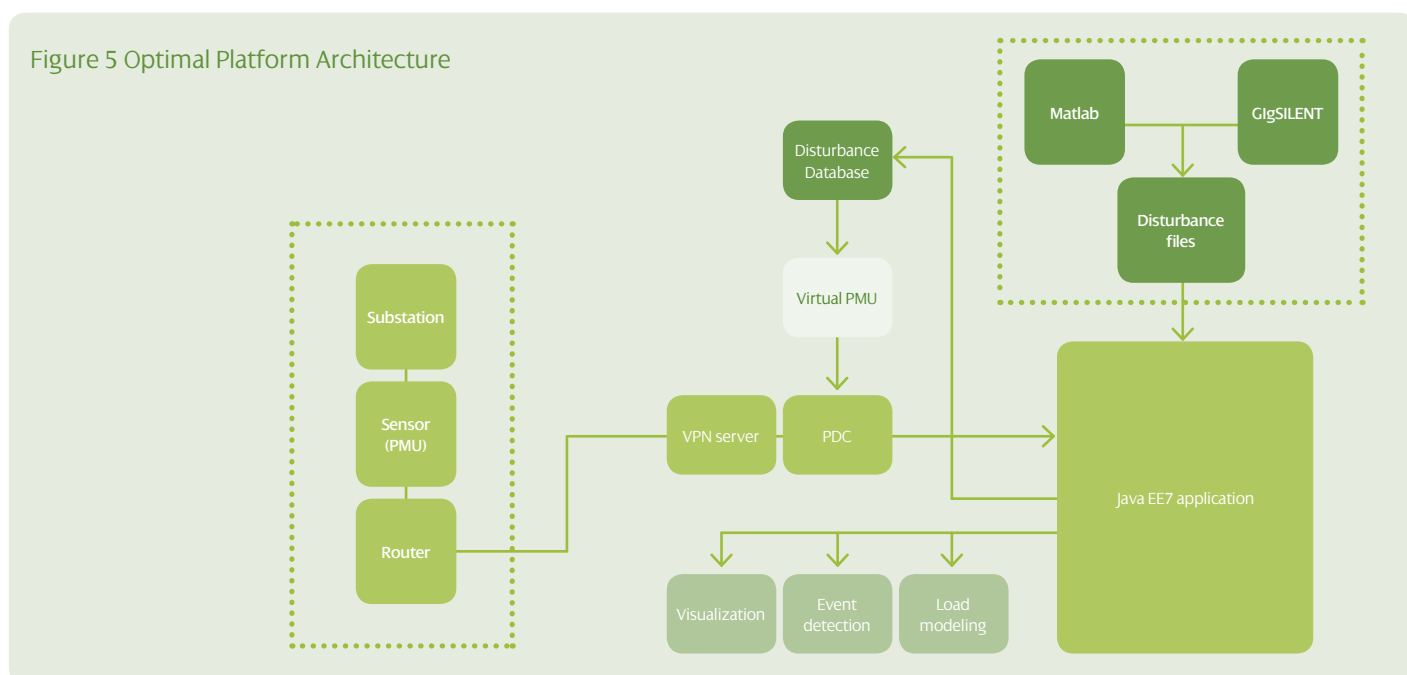 Figure 5 Optimal Platform Architecture
Matlab
GIgSILENT
Disturbance
Database
Disturbance
files
Substation
Virtual PMU
Sensor
(PMU)
VPN server
PDC
Java EE7 application
Router
Visualization
Event
detection
Load
modeling